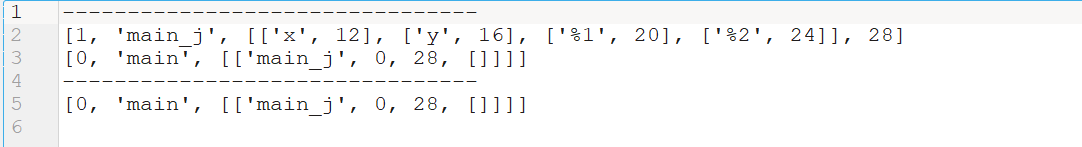 1 --------------------------------
2 [1, 'main_j', [['x', 12], ['y', 16], ['%1', 20], ['%2', 24]], 28]
3 [0, 'main', [['main_j', 0, 28, []]]]
4 --------------------------------
5 [0, 'main', [['main_j', 0, 28, []]]]
6